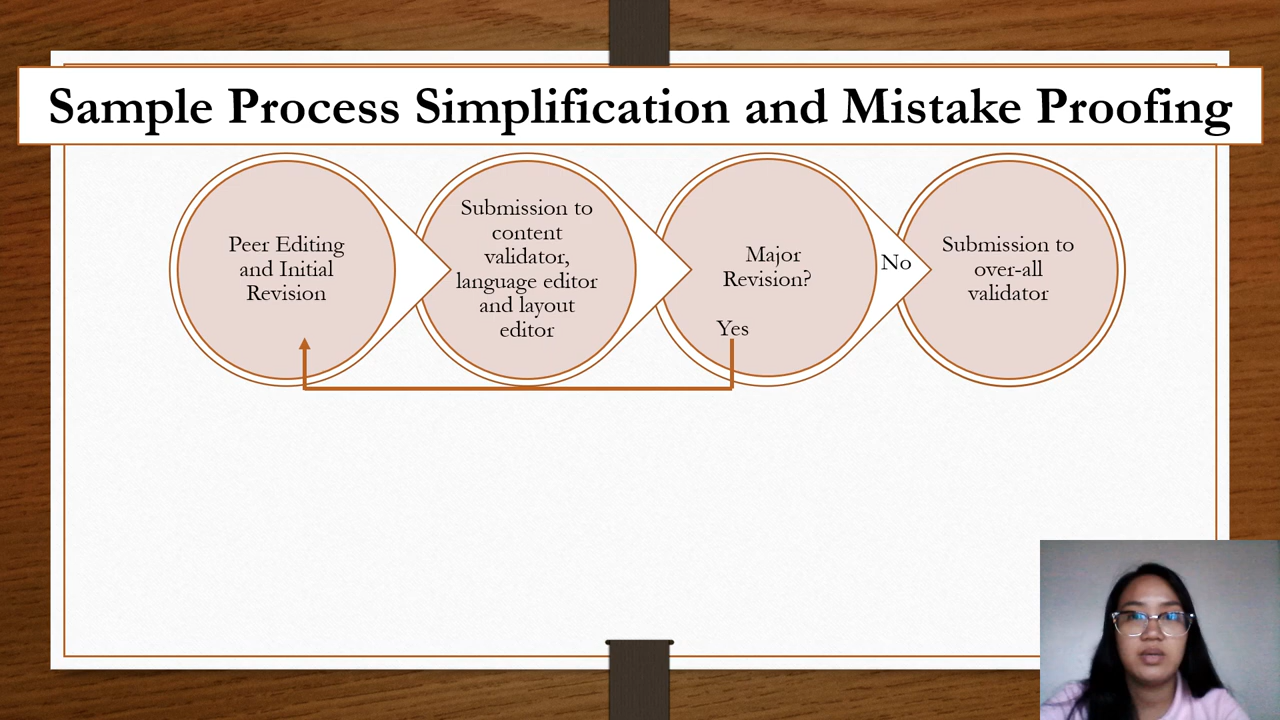 Sample Process Simplification and Mistake Proofing
Peer Editing
and Initial
Revision
Submission to
content
validator,
language editor
and layout
editor
Major
Revision?
Yes
No
Submission to
over-all
validator